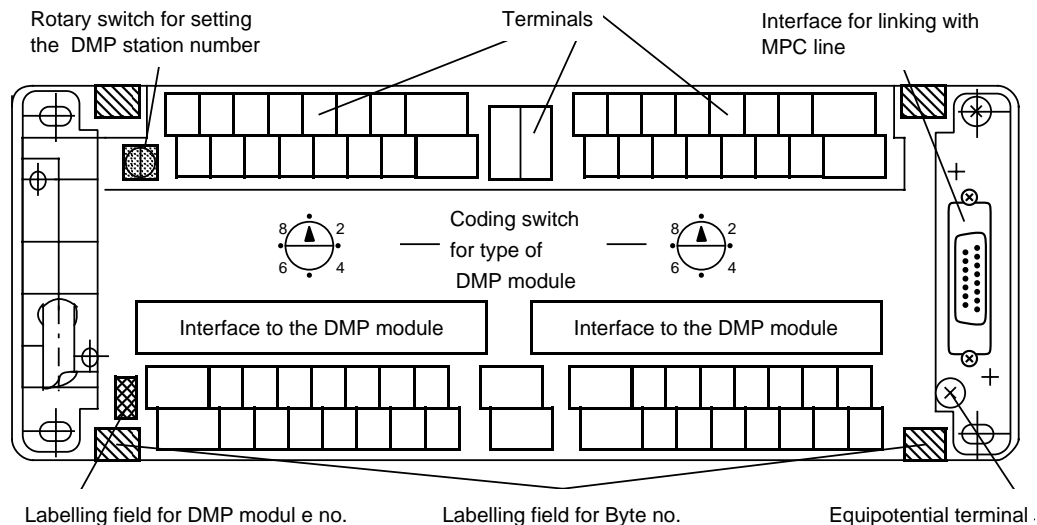 Rotary switch for setting
the DMP station number
Terminals
Interface for linking with
MPC line
8 2
6 4
Coding switch
for type of
DMP module
8 2
6 4
Interface to the DMP module
Interface to the DMP module
Labelling field for DMP modul e no.
Labelling field for Byte no.
Equipotential terminal